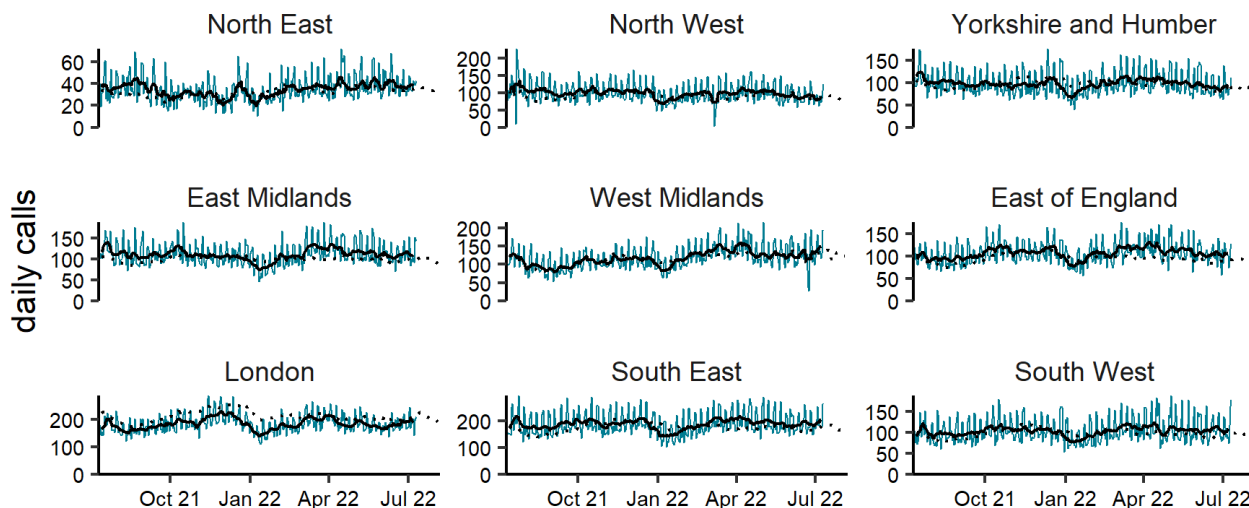 North East
North West
Yorkshire and Humber
60
40
20
0
200
150
100
50
0
150
100
50
0
daily calls
East Midlands
West Midlands
East of England
150
100
50
0
200
150
100
50
0
150
100
50
0
London
South East
South West
200
100
0
200
100
0
150
100
50
0
Oct 21 Jan 22 Apr 22 Jul 22
Oct 21 Jan 22 Apr 22 Jul 22
Oct 21 Jan 22 Apr 22 Jul 22